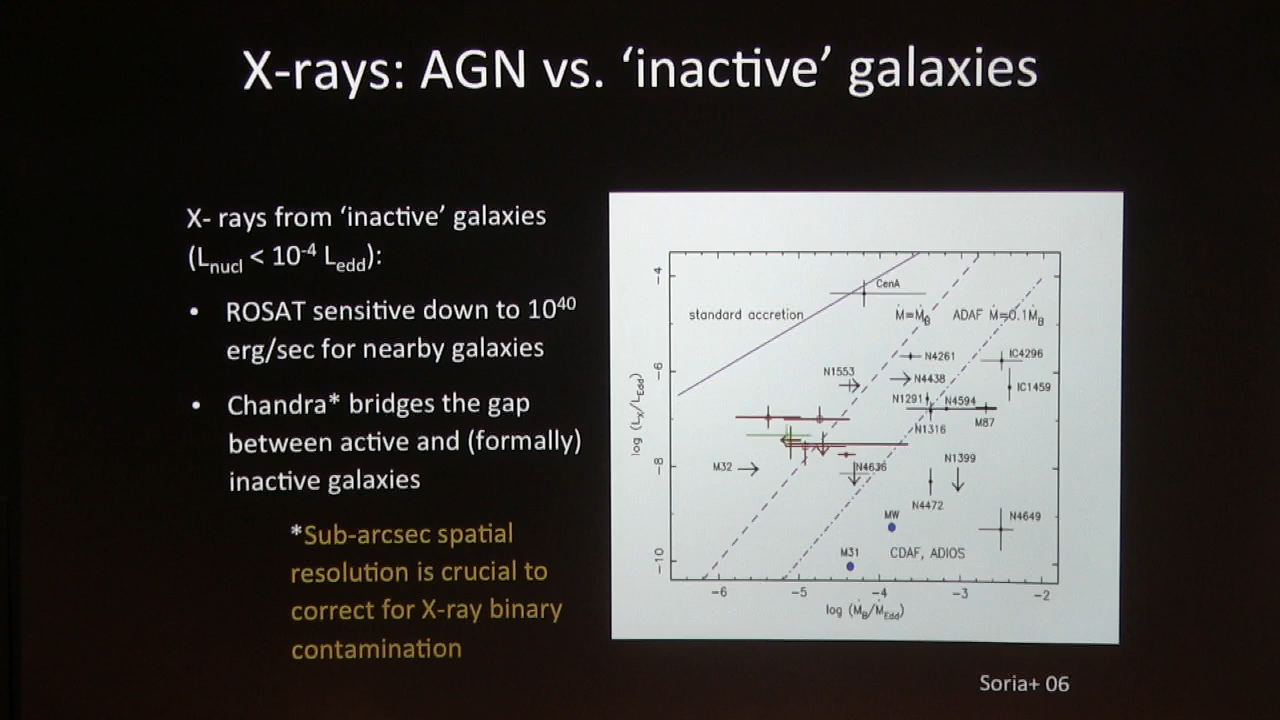 X-rays: AGN vs. ‘inactive’ galaxies
X- rays from ‘inactive’ galaxies
(Lnucl < 10-4 Ledd):
• ROSAT sensitive down to 1040
erg/sec for nearby galaxies
• Chandra* bridges the gap
between active and (formally)
inactive galaxies
*Sub-arcsec spatial
resolution is crucial to
correct for X-ray binary
contamination
log (LX/LEdd)
-4
-6
-8
-10
CenA
standard accretion
Ṁ=ṀB
ADAF Ṁ=0.1ṀB
N4261
IC4296
N1553
N4438
IC1459
N1291
N4594
M87
N1316
M32
N4636
N1399
N4472
MW
N4649
M31
CDAF, ADIOS
-6
-5
-4
-3
-2
log (ṀB/ṀEdd)
Soria+ 06